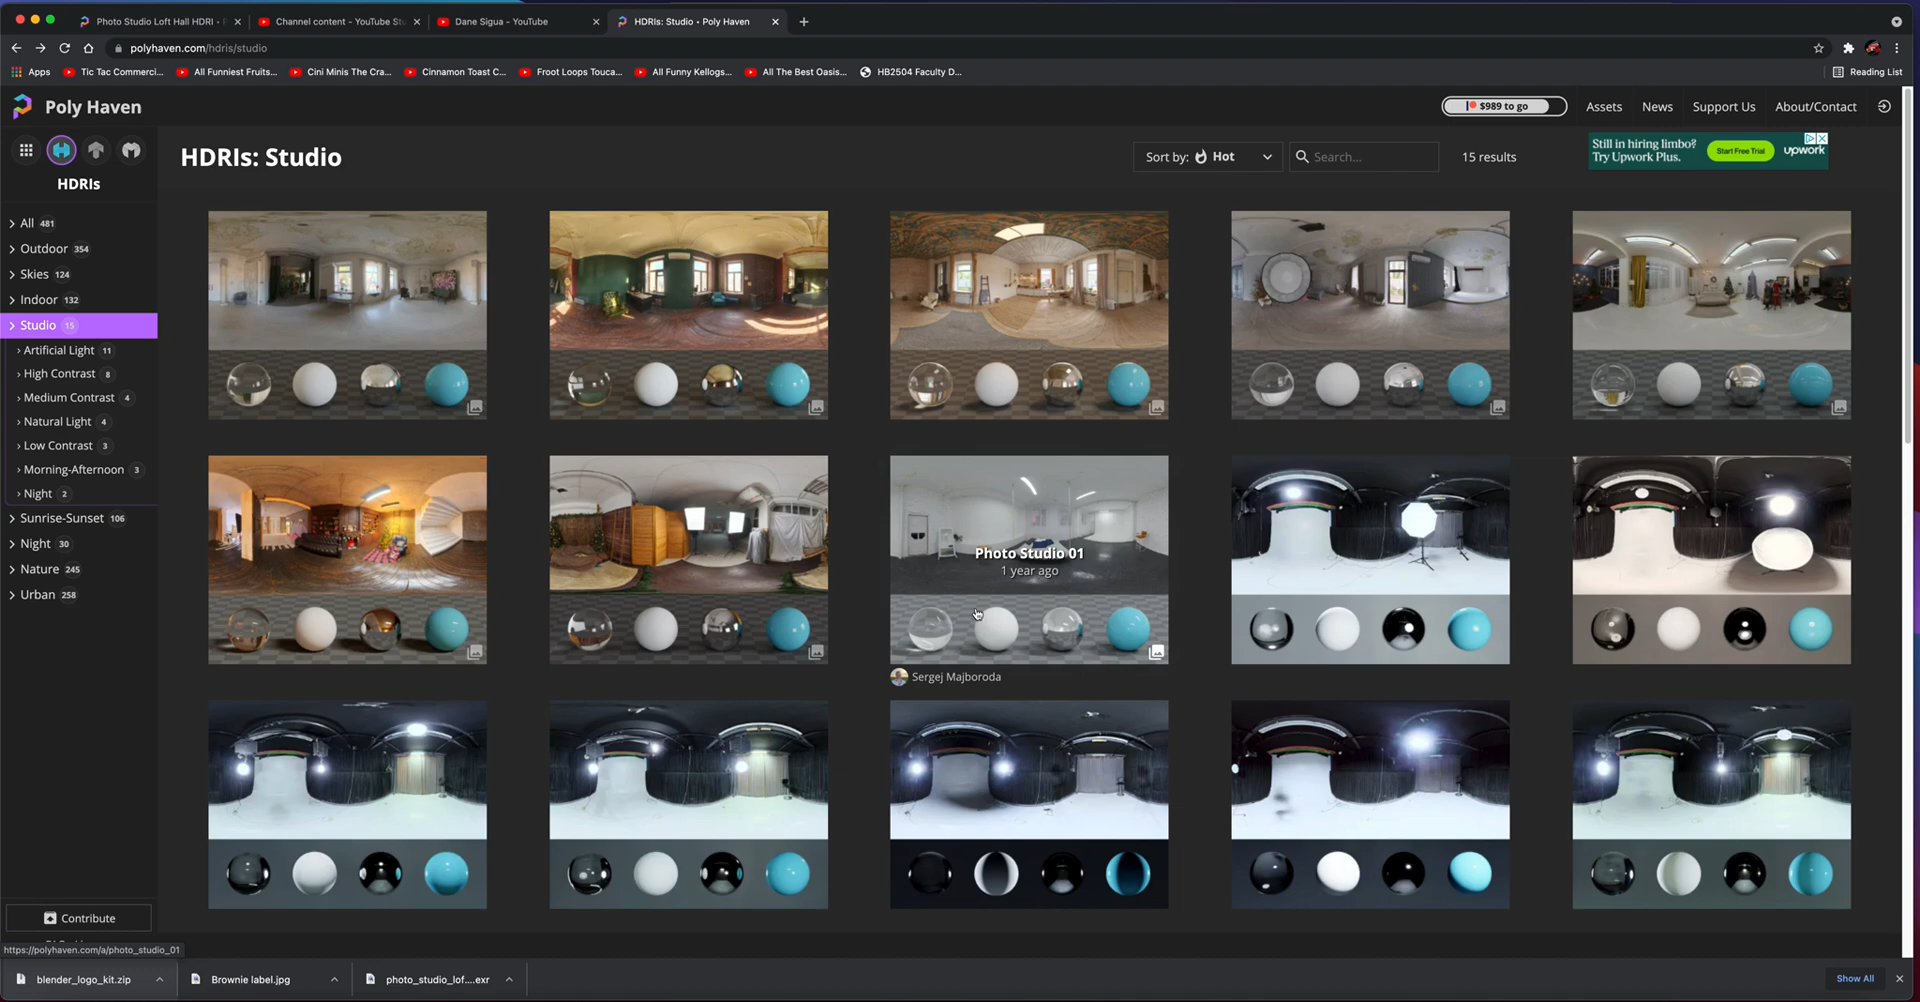 Photo Studio Loft Hall HDRI • P
Channel content - YouTube Stu
Dane Sigua - YouTube
HDRIs: Studio • Poly Haven
polyhaven.com/hdris/studio
Apps
Tic Tac Commerci...
All Funniest Fruits...
Cini Minis The Cra...
Cinnamon Toast C...
Froot Loops Touca...
All Funny Kellogs...
All The Best Oasis...
HB2504 Faculty D...
Reading List
Poly Haven
$989 to go
Assets
News
Support Us
About/Contact
HDRIs
All 481
Outdoor 354
Skies 124
Indoor 132
Studio 15
Artificial Light 11
High Contrast 8
Medium Contrast 4
Natural Light 4
Low Contrast 3
Morning-Afternoon 3
Night 2
Sunrise-Sunset 106
Night 30
Nature 245
Urban 258
Contribute
HDRIs: Studio
Sort by: Hot
Search...
15 results
Still in hiring limbo?
Try Upwork Plus.
Start Free Trial
upwork
Photo Studio 01
1 year ago
Sergej Majboroda
https://polyhaven.com/a/photo_studio_01
blender_logo_kit.zip
Brownie label.jpg
photo_studio_lof....exr
Show All